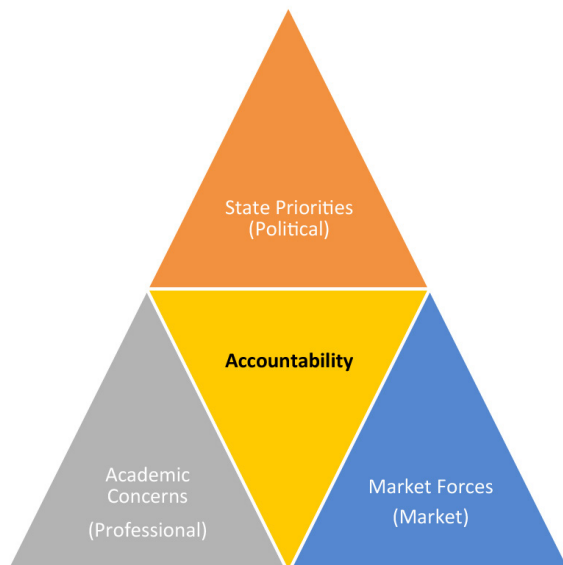 State Priorities
(Political)
Accountability
Academic
Concerns
(Professional)
Market Forces
(Market)